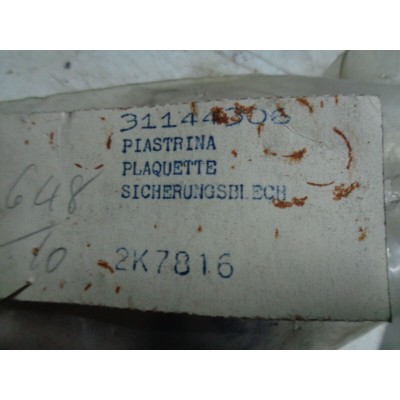 31144308
PIASTRINA
PLAQUETTE
SICHERUNGSBLECH
648
10
2K7816